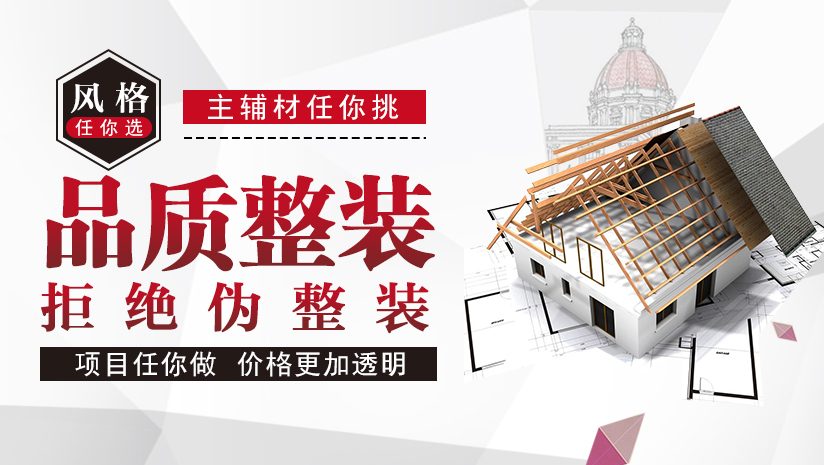 风格
任你选
主辅材任你挑
品质整装
拒绝伪整装
项目任你做 价格更加透明